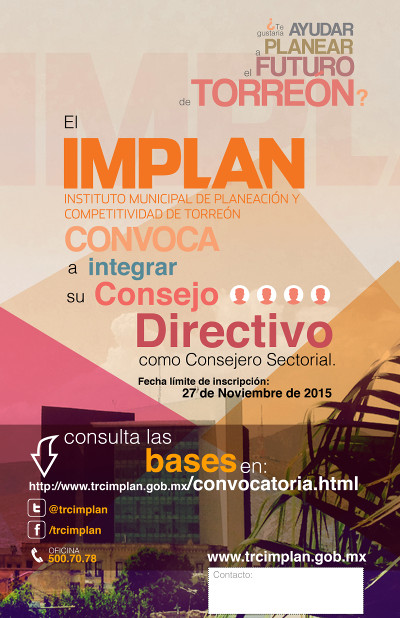 ¿Te
gustaría AYUDAR
a PLANEAR
el FUTURO
de TORREÓN?
El
IMPLAN
INSTITUTO MUNICIPAL DE PLANEACIÓN Y
COMPETITIVIDAD DE TORREÓN
CONVOCA
a integrar
su Consejo
Directivo
como Consejero Sectorial.
Fecha límite de inscripción:
27 de Noviembre de 2015
consulta las
bases en:
http://www.trcimplan.gob.mx/convocatoria.html
@trcimplan
/trcimplan
OFICINA
500.70.78
www.trcimplan.gob.mx
Contacto: